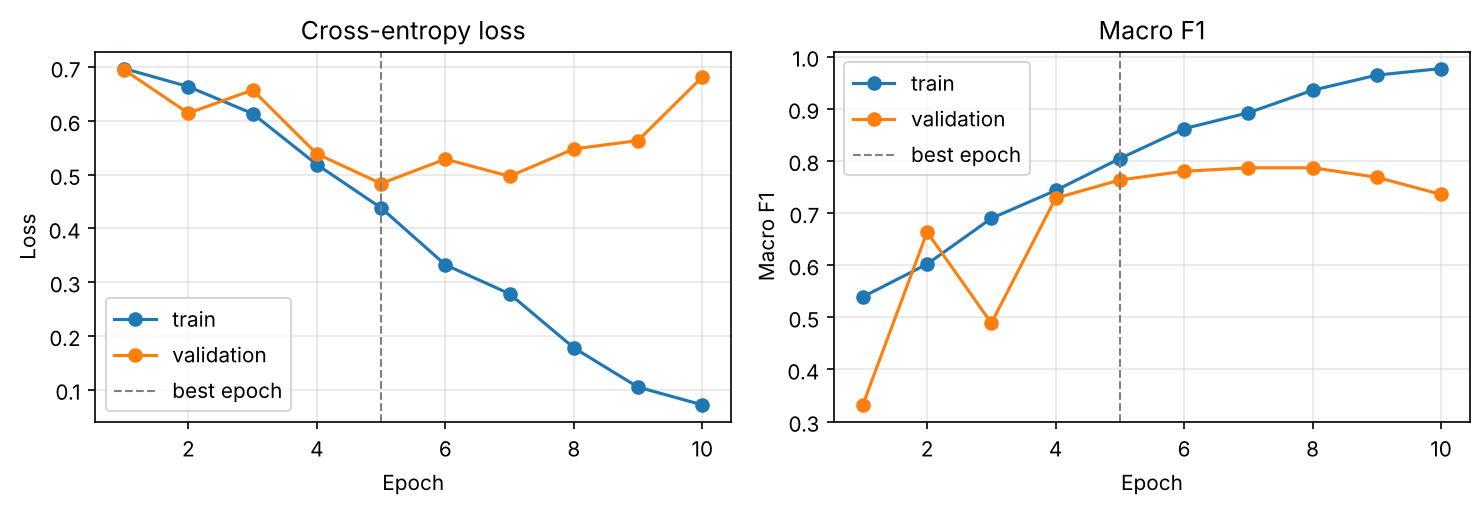 Cross-entropy loss
Loss
0.7
0.6
0.5
0.4
0.3
0.2
0.1
train
validation
best epoch
2 4 6 8 10
Epoch
Macro F1
Macro F1
1.0
0.9
0.8
0.7
0.6
0.5
0.4
0.3
train
validation
best epoch
2 4 6 8 10
Epoch